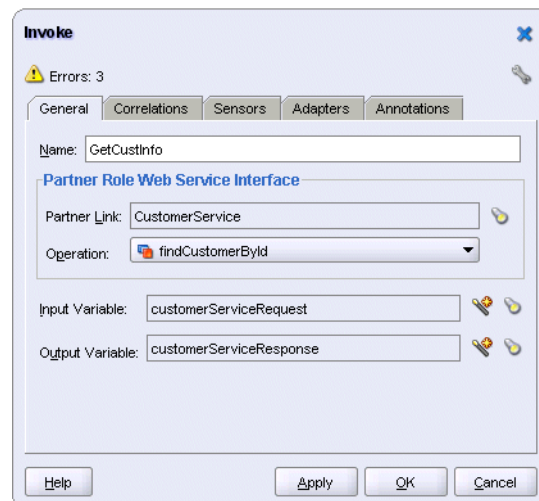 Invoke
Errors: 3
General Correlations Sensors Adapters Annotations
Name: GetCustInfo
Partner Role Web Service Interface
Partner Link: CustomerService
Operation: findCustomerById
Input Variable: customerServiceRequest
Output Variable: customerServiceResponse
Help Apply OK Cancel